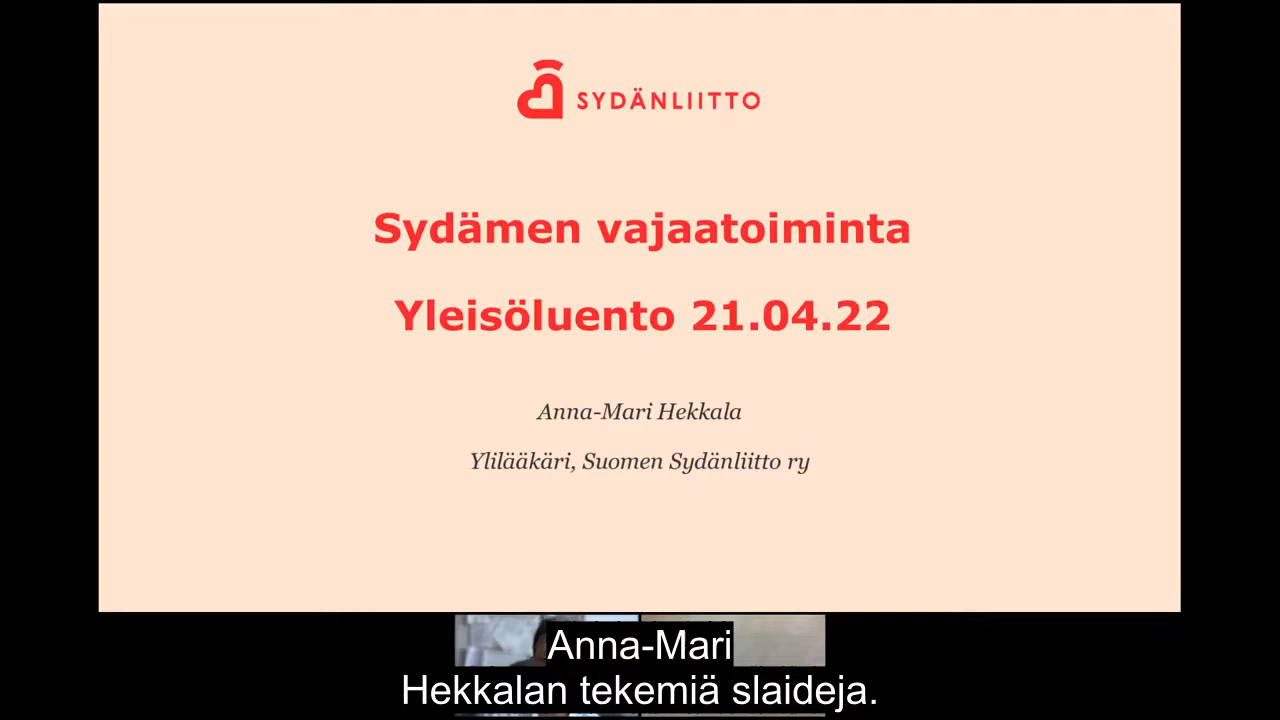 SYDÄNLIITTO
Sydämen vajaatoiminta
Yleisöluento 21.04.22
Anna-Mari Hekkala
Ylilääkäri, Suomen Sydänliitto ry
Anna-Mari
Hekkalan tekemiä slaideja.